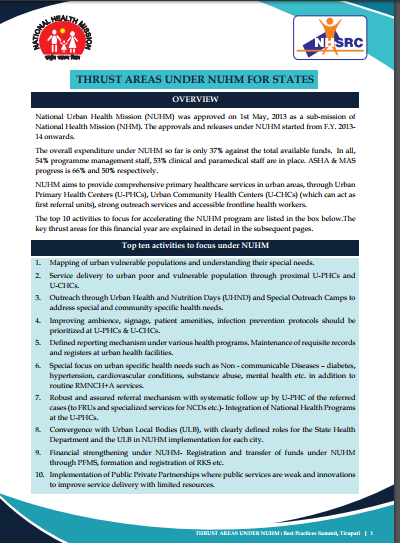 NATIONAL HEALTH MISSION
राष्ट्रीय स्वास्थ्य मिशन
NHSRC
THRUST AREAS UNDER NUHM FOR STATES
OVERVIEW
National Urban Health Mission (NUHM) was approved on 1st May, 2013 as a sub-mission of
National Health Mission (NHM). The approvals and releases under NUHM started from F.Y. 2013-
14 onwards.
The overall expenditure under NUHM so far is only 37% against the total available funds. In all,
54% programme management staff, 53% clinical and paramedical staff are in place. ASHA & MAS
progress is 66% and 50% respectively.
NUHM aims to provide comprehensive primary healthcare services in urban areas, through Urban
Primary Health Centers (U-PHCs), Urban Community Health Centers (U-CHCs) (which can act as
first referral units), strong outreach services and accessible frontline health workers.
The top 10 activities to focus for accelerating the NUHM program are listed in the box below.The
key thrust areas for this financial year are explained in detail in the subsequent pages.
Top ten activities to focus under NUHM
1. Mapping of urban vulnerable populations and understanding their special needs.
2. Service delivery to urban poor and vulnerable population through proximal U-PHCs and
U-CHCs.
3. Outreach through Urban Health and Nutrition Days (UHND) and Special Outreach Camps to
address special and community specific health needs.
4. Improving ambience, signage, patient amenities, infection prevention protocols should be
prioritized at U-PHCs & U-CHCs.
5. Defined reporting mechanism under various health programs. Maintenance of requisite records
and registers at urban health facilities.
6. Special focus on urban specific health needs such as Non - communicable Diseases – diabetes,
hypertension, cardiovascular conditions, substance abuse, mental health etc. in addition to
routine RMNCH+A services.
7. Robust and assured referral mechanism with systematic follow up by U-PHC of the referred
cases (to FRUs and specialized services for NCDs etc.)- Integration of National Health Programs
at the U-PHCs.
8. Convergence with Urban Local Bodies (ULB), with clearly defined roles for the State Health
Department and the ULB in NUHM implementation for each city.
9. Financial strengthening under NUHM- Registration and transfer of funds under NUHM
through PFMS, formation and registration of RKS etc.
10. Implementation of Public Private Partnerships where public services are weak and innovations
to improve service delivery with limited resources.
THRUST AREAS UNDER NUHM : Best Practices Summit, Tirupati | 1